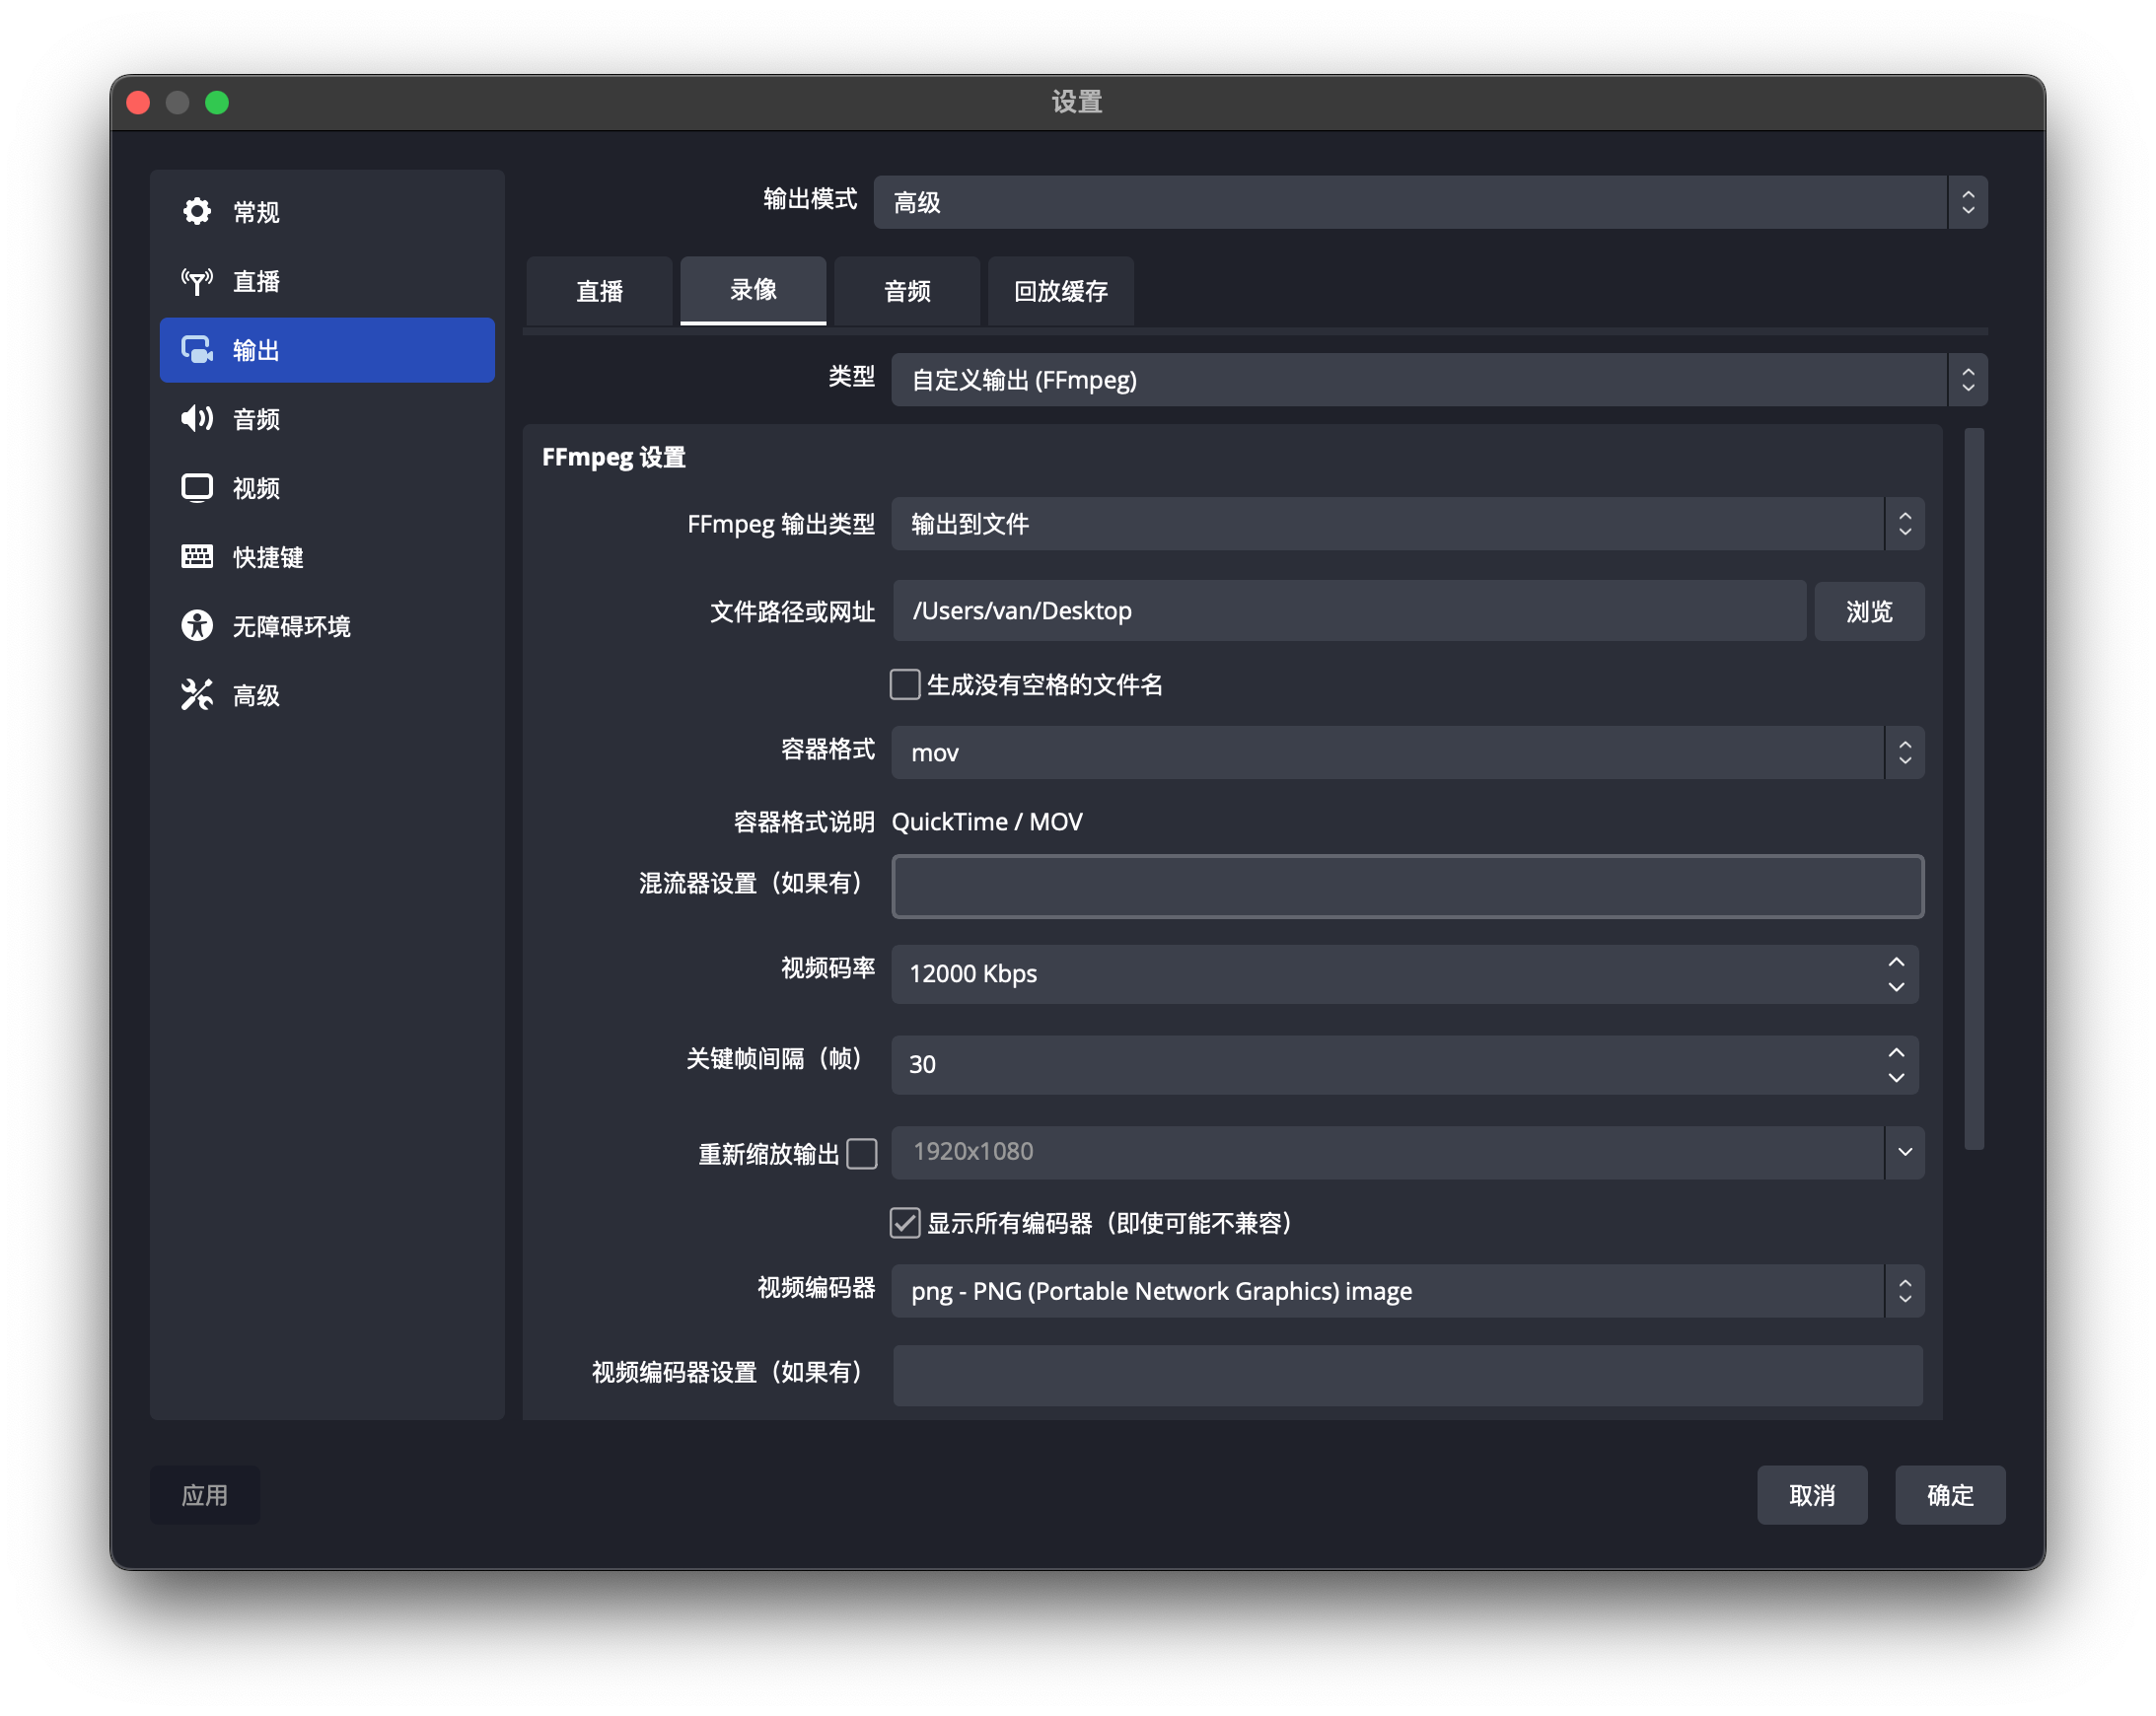 设置
常规
直播
输出
音频
视频
快捷键
无障碍环境
高级
输出模式 高级
直播 录像 音频 回放缓存
类型 自定义输出 (FFmpeg)
FFmpeg 设置
FFmpeg 输出类型 输出到文件
文件路径或网址 /Users/van/Desktop 浏览
生成没有空格的文件名
容器格式 mov
容器格式说明 QuickTime / MOV
混流器设置（如果有）
视频码率 12000 Kbps
关键帧间隔（帧） 30
重新缩放输出 1920x1080
显示所有编码器（即使可能不兼容）
视频编码器 png - PNG (Portable Network Graphics) image
视频编码器设置（如果有）
应用 取消 确定